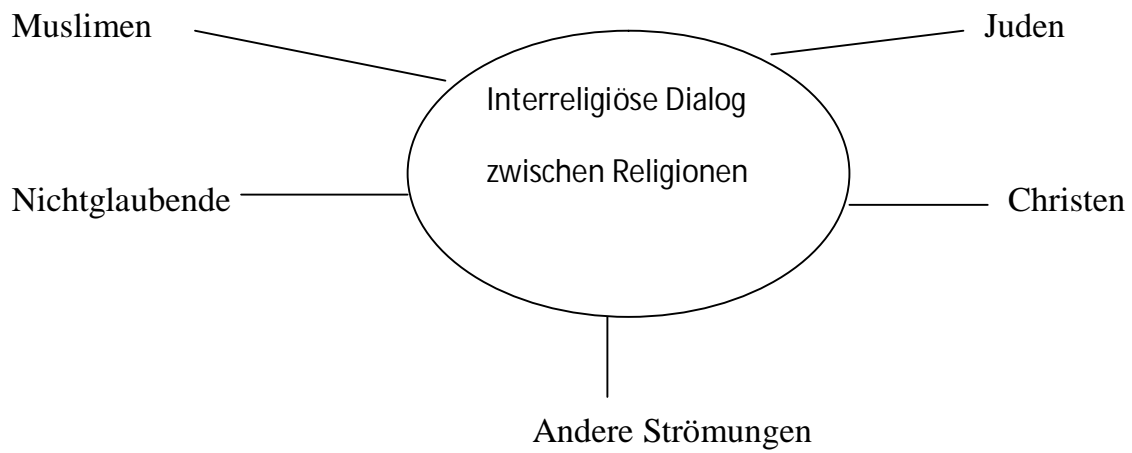 Muslimen
Juden
Interreligiöse Dialog
zwischen Religionen
Nichtglaubende
Christen
Andere Strömungen